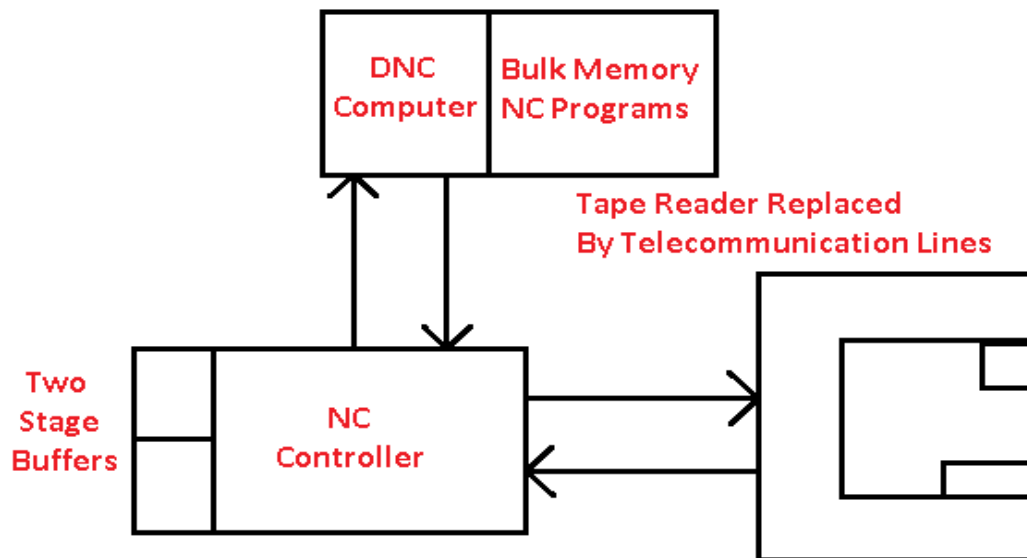 DNC
Computer
Bulk Memory
NC Programs
Tape Reader Replaced
By Telecommunication Lines
Two
Stage
Buffers
NC
Controller